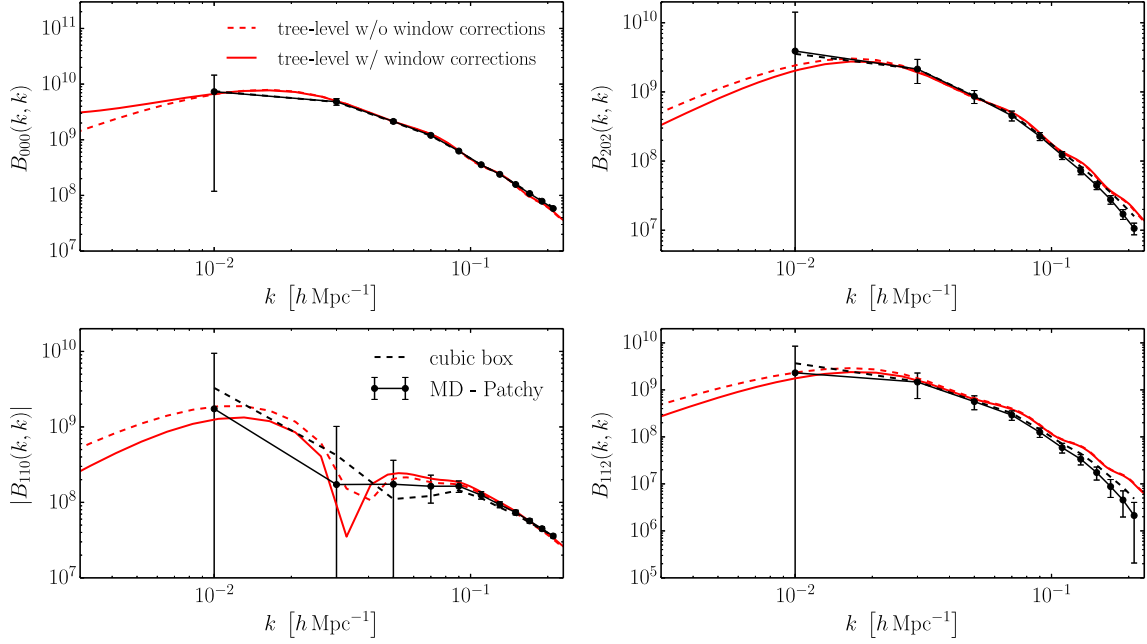 10^11
10^10
10^9
10^8
10^7
B_000(k, k)
tree-level w/o window corrections
tree-level w/ window corrections
10^-2
10^-1
k [h Mpc^-1]
10^10
10^9
10^8
10^7
B_202(k, k)
10^-2
10^-1
k [h Mpc^-1]
10^10
10^9
10^8
10^7
|B_110(k, k)|
cubic box
MD - Patchy
10^-2
10^-1
k [h Mpc^-1]
10^10
10^9
10^8
10^7
10^6
10^5
B_112(k, k)
10^-2
10^-1
k [h Mpc^-1]